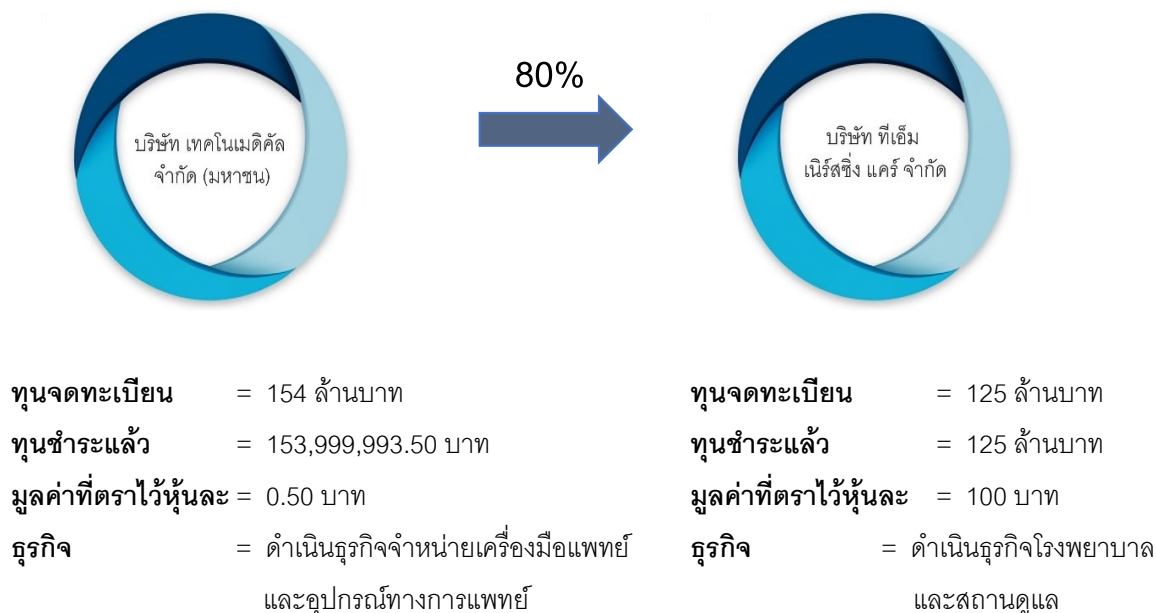 บริษัท เทคโนเมดิคัล
จำกัด (มหาชน)
80%
บริษัท ทีเอ็ม
เนิร์สซิ่ง แคร์ จำกัด
ทุนจดทะเบียน = 154 ล้านบาท
ทุนชำระแล้ว = 153,999,993.50 บาท
มูลค่าที่ตราไว้หุ้นละ = 0.50 บาท
ธุรกิจ = ดำเนินธุรกิจจำหน่ายเครื่องมือแพทย์
และอุปกรณ์ทางการแพทย์
ทุนจดทะเบียน = 125 ล้านบาท
ทุนชำระแล้ว = 125 ล้านบาท
มูลค่าที่ตราไว้หุ้นละ = 100 บาท
ธุรกิจ = ดำเนินธุรกิจโรงพยาบาล
และสถานดูแล